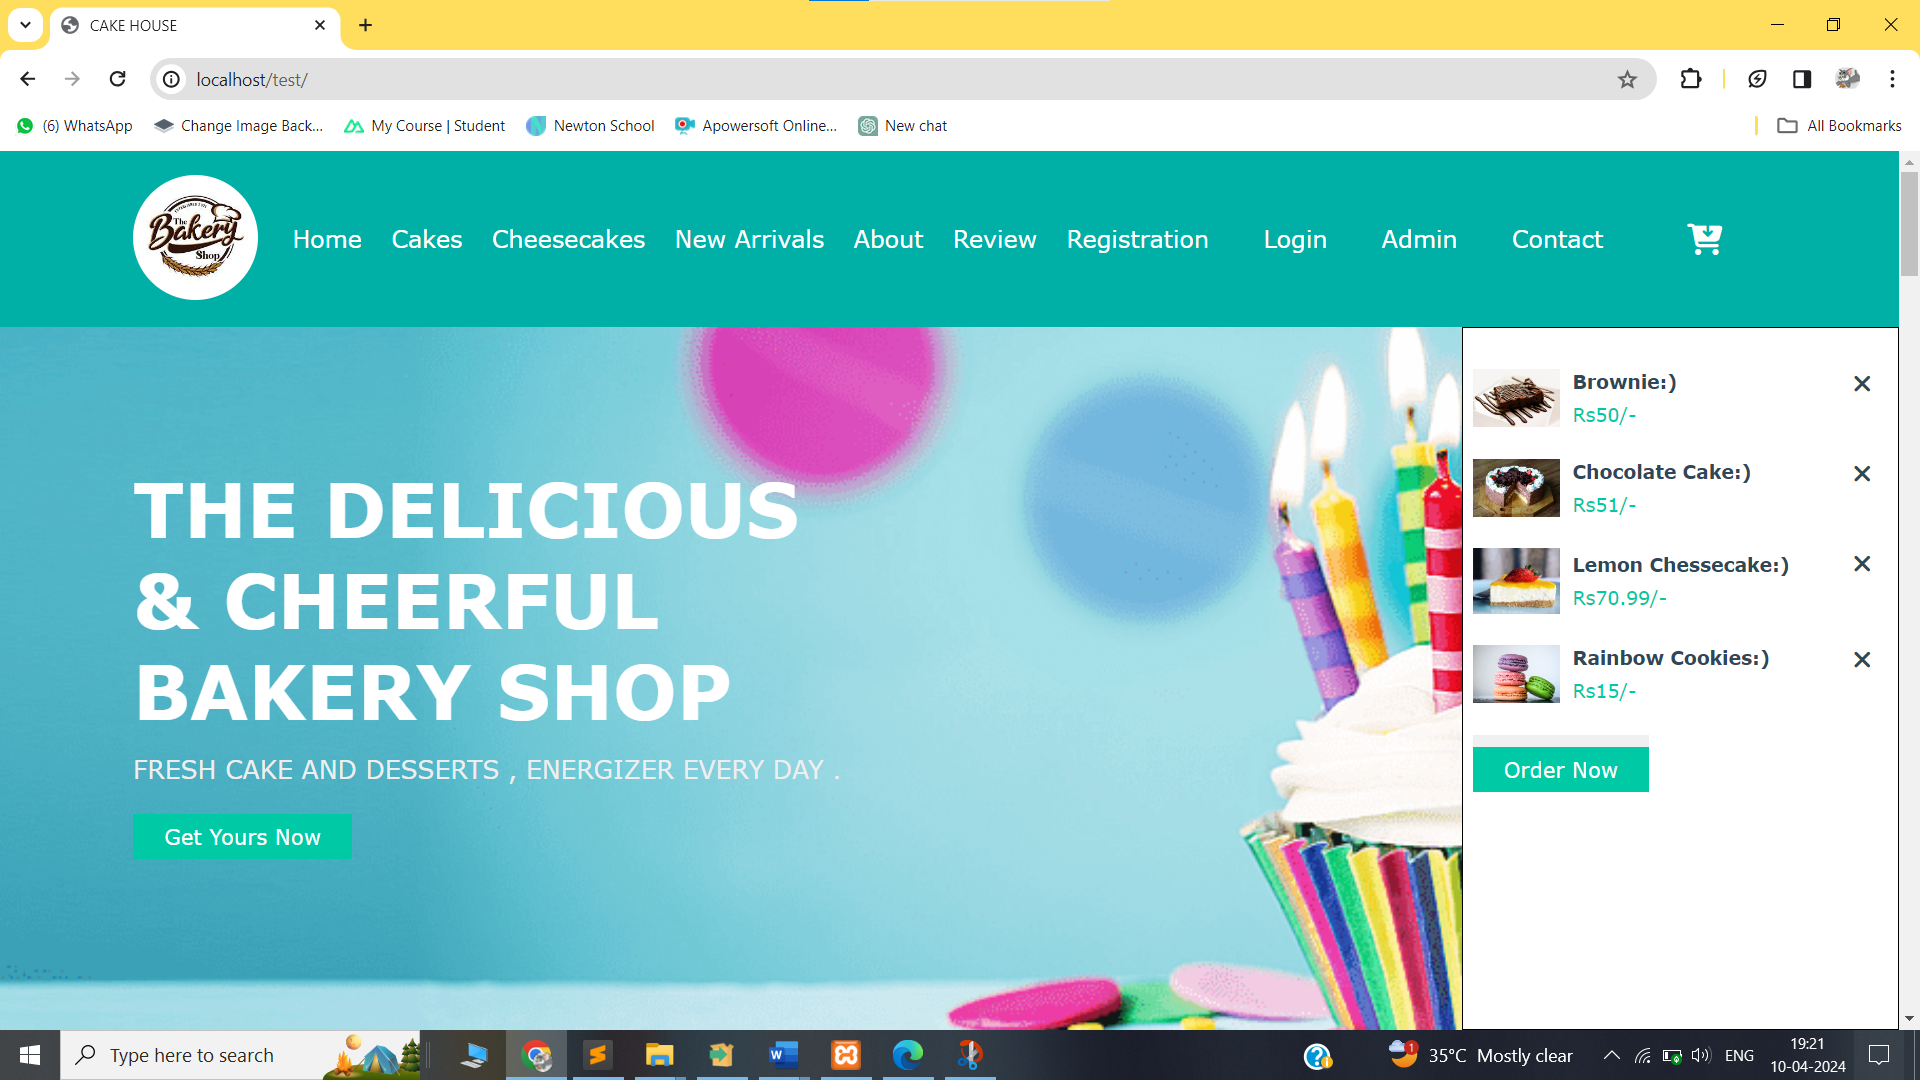 CAKE HOUSE
localhost/test/
(6) WhatsApp
Change Image Back...
My Course | Student
Newton School
Apowersoft Online...
New chat
All Bookmarks
The
Bakery
Shop
Home
Cakes
Cheesecakes
New Arrivals
About
Review
Registration
Login
Admin
Contact
THE DELICIOUS
& CHEERFUL
BAKERY SHOP
FRESH CAKE AND DESSERTS , ENERGIZER EVERY DAY .
Get Yours Now
Brownie:)
Rs50/-
Chocolate Cake:)
Rs51/-
Lemon Chessecake:)
Rs70.99/-
Rainbow Cookies:)
Rs15/-
Order Now
Type here to search
1
35°C Mostly clear
ENG
19:21
10-04-2024